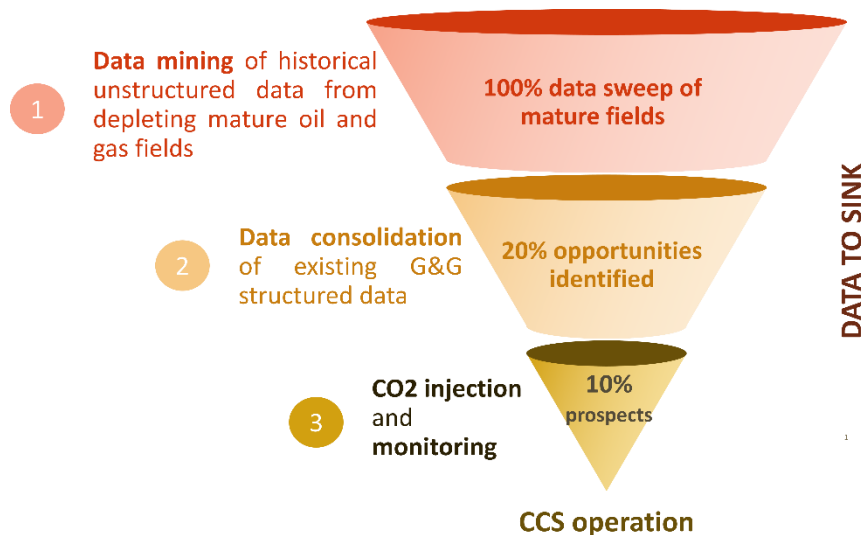 1
Data mining of historical
unstructured data from
depleting mature oil and
gas fields
100% data sweep of
mature fields
2
Data consolidation
of existing G&G
structured data
20% opportunities
identified
3
CO2 injection
and
monitoring
10%
prospects
CCS operation
DATA TO SINK
1